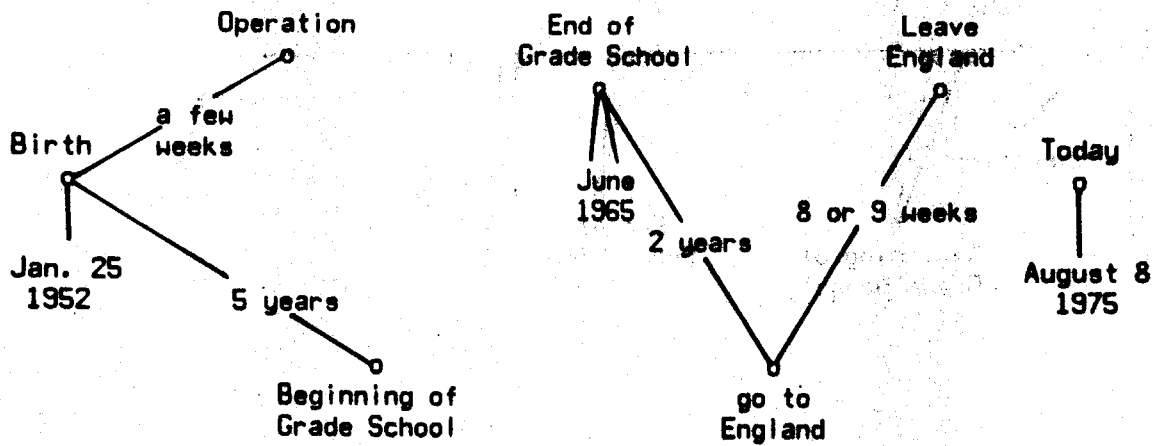 Operation
a few
weeks
Birth
Jan. 25
1952
5 years
Beginning of
Grade School
End of
Grade School
June
1965
2 years
go to
England
8 or 9 weeks
Leave
England
Today
August 8
1975